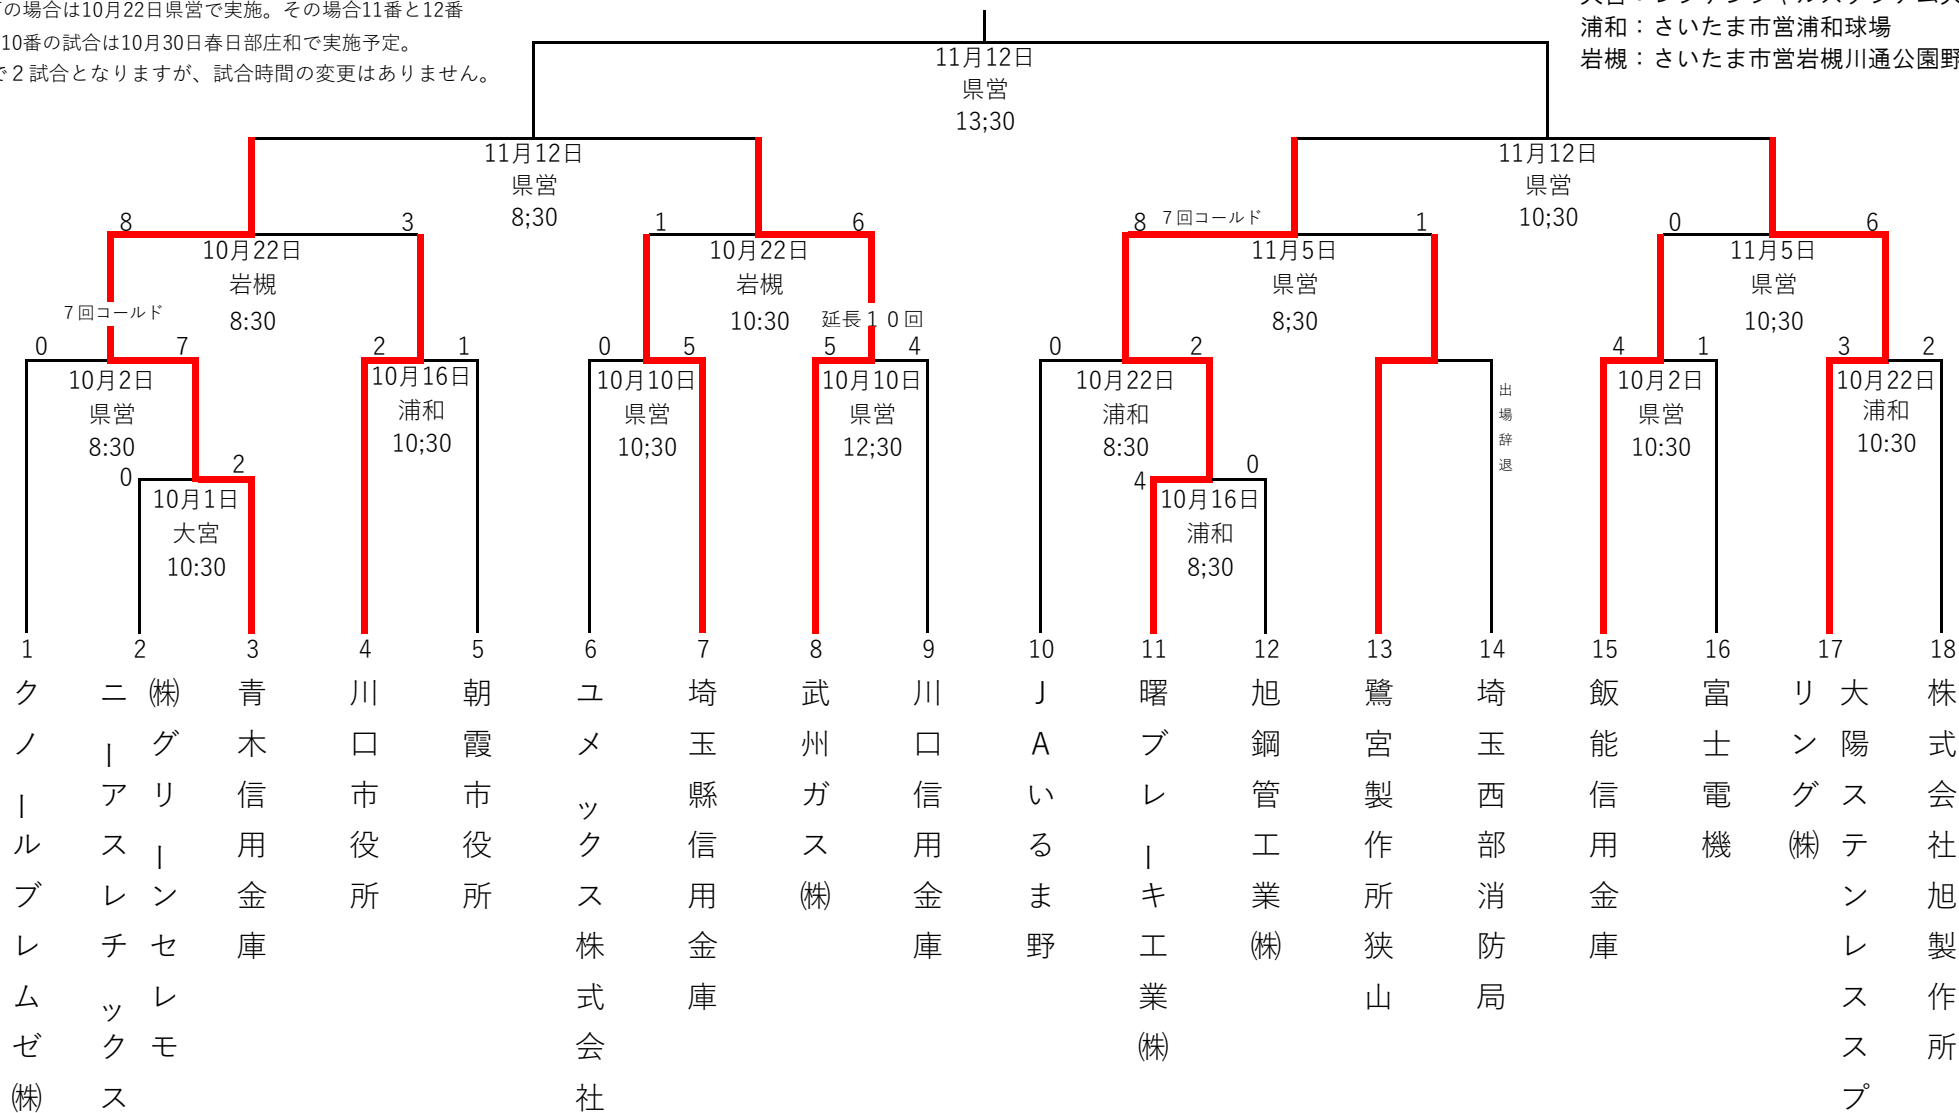 の場合は10月22日県営で実施。その場合11番と12番
10番の試合は10月30日春日部庄和で実施予定。
で２試合となりますが、試合時間の変更はありません。
浦和：さいたま市営浦和球場
岩槻：さいたま市営岩槻川通公園野
11月12日
県営
13;30
11月12日
県営
8;30
11月12日
県営
10;30
8
3
10月22日
岩槻
8:30
1
6
10月22日
岩槻
10:30
8
７回コールド
1
11月5日
県営
8;30
0
6
11月5日
県営
10;30
７回コールド
0
7
10月2日
県営
8:30
2
1
10月16日
浦和
10;30
0
5
10月10日
県営
10;30
延長１０回
5
4
10月10日
県営
12;30
0
2
10月22日
浦和
8:30
出場辞退
4
1
10月2日
県営
10:30
3
2
10月22日
浦和
10:30
0
2
10月1日
大宮
10:30
4
0
10月16日
浦和
8;30
1
2
3
4
5
6
7
8
9
10
11
12
13
14
15
16
17
18
クノールブレムゼ㈱
㈱グリーンセレモ
ニーアスレチックス
青木信用金庫
川口市役所
朝霞市役所
ユメックス株式会社
埼玉縣信用金庫
武州ガス㈱
川口信用金庫
ＪＡいるま野
曙ブレーキ工業㈱
旭鋼管工業㈱
鷺宮製作所狭山
埼玉西部消防局
飯能信用金庫
富士電機
大陽ステンレススプ
リング㈱
株式会社旭製作所